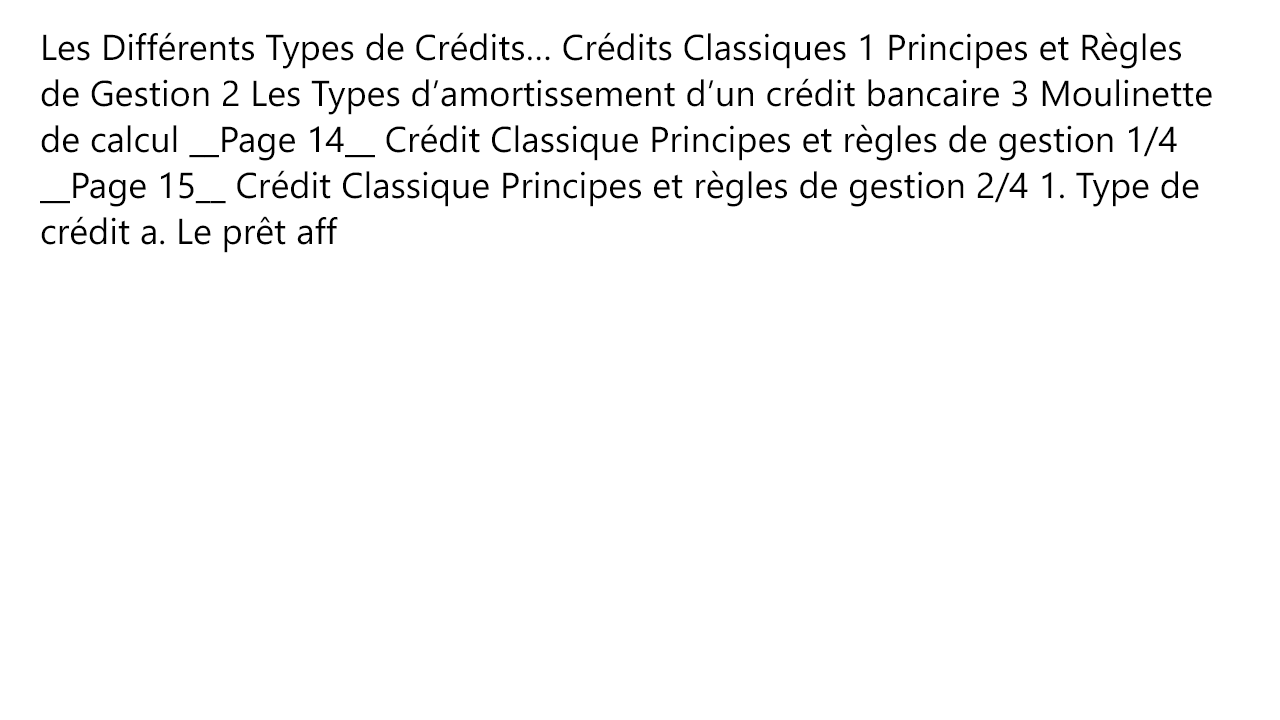 Les Différents Types de Crédits... Crédits Classiques 1 Principes et Règles
de Gestion 2 Les Types d’amortissement d’un crédit bancaire 3 Moulinette
de calcul __Page 14__ Crédit Classique Principes et règles de gestion 1/4
__Page 15__ Crédit Classique Principes et règles de gestion 2/4 1. Type de
crédit a. Le prêt aff